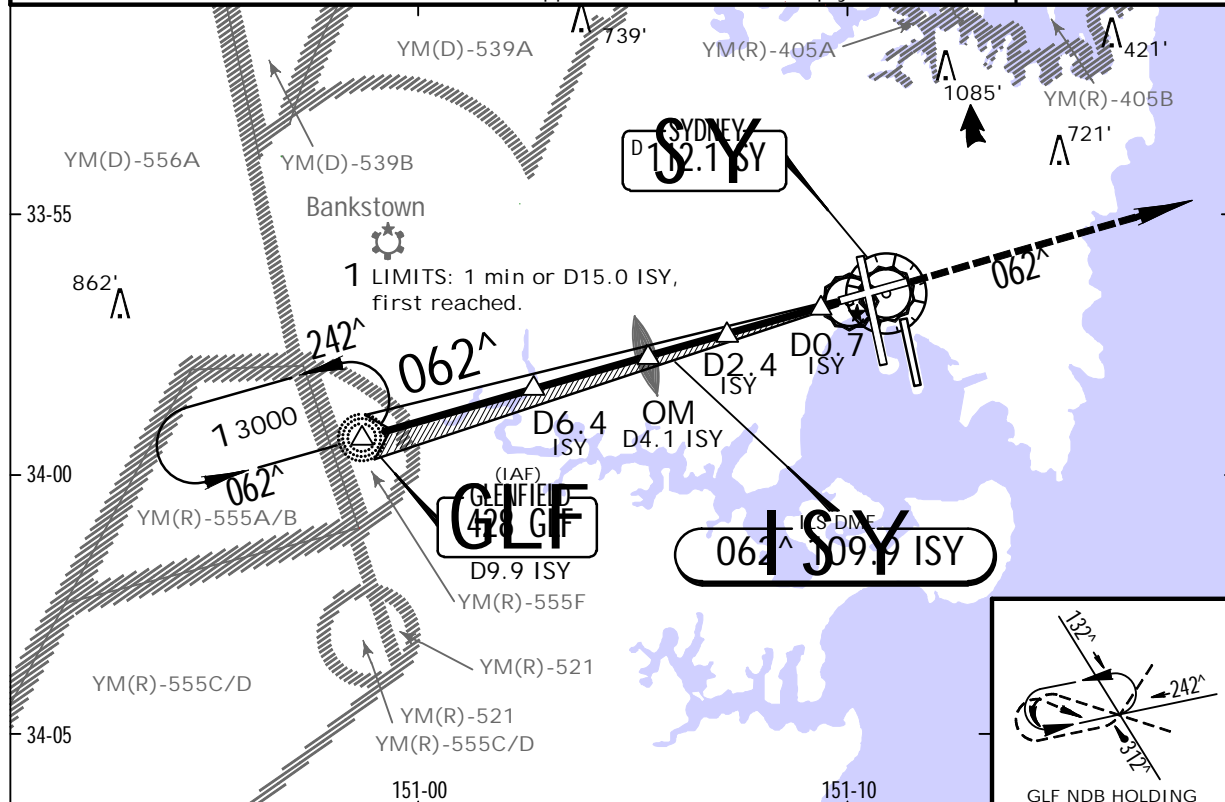 YM(D)-539A
739'
YM(R)-405A
421'
1085'
YM(R)-405B
YM(D)-556A
YM(D)-539B
721'
SYDNEY
D 112.1 SY
S Y
33-55
Bankstown
1 LIMITS: 1 min or D15.0 ISY,
first reached.
862'
062^
242^
062^
D0.7
ISY
D2.4
ISY
OM
D4.1 ISY
D6.4
ISY
1 3000
062^
34-00
(IAF)
GLENFIELD
428 GLF
GLF
D9.9 ISY
YM(R)-555A/B
ILS DME
062^ 109.9 ISY
ISY
YM(R)-555F
YM(R)-521
YM(R)-555C/D
YM(R)-521
YM(R)-555C/D
34-05
151-00
151-10
132^
242^
312^
GLF NDB HOLDING